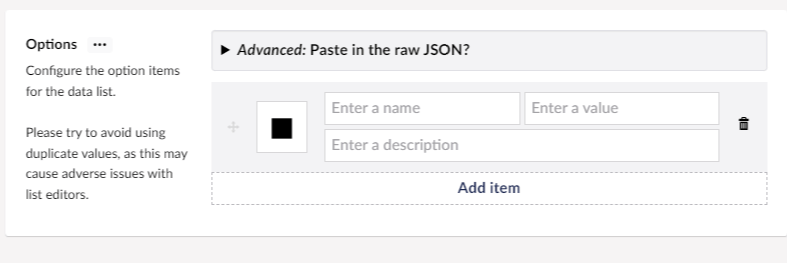 Options •••
Configure the option items
for the data list.
Please try to avoid using
duplicate values, as this may
cause adverse issues with
list editors.
Advanced: Paste in the raw JSON?
Enter a name
Enter a value
Enter a description
Add item